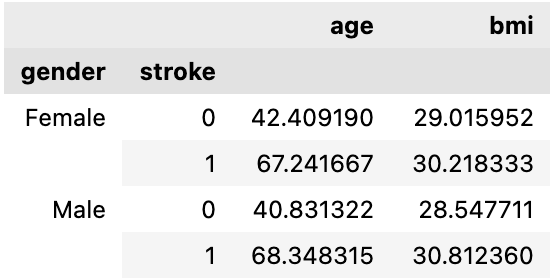 age bmi
gender stroke
Female 0 42.409190 29.015952
1 67.241667 30.218333
Male 0 40.831322 28.547711
1 68.348315 30.812360